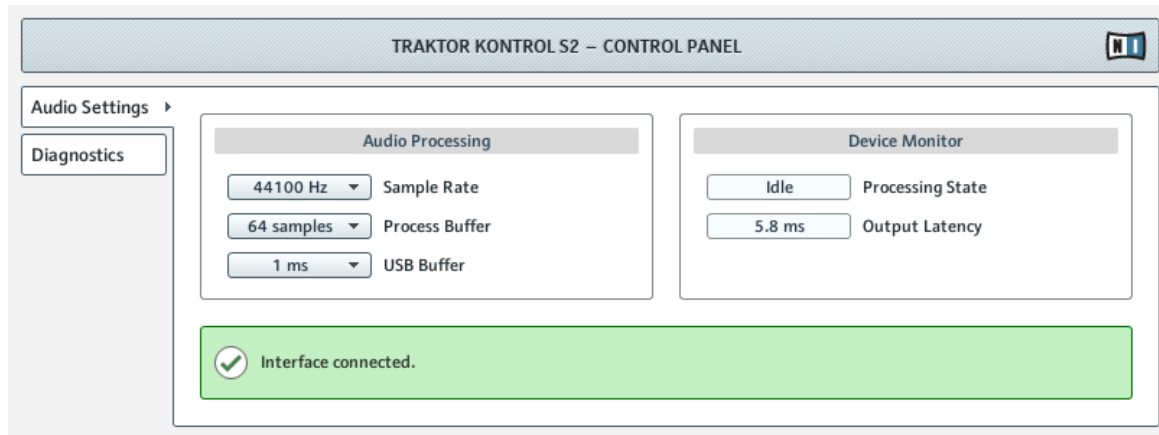 TRAKTOR KONTROL S2 – CONTROL PANEL
NI
Audio Settings
Diagnostics
Audio Processing
44100 Hz Sample Rate
64 samples Process Buffer
1 ms USB Buffer
Device Monitor
Idle Processing State
5.8 ms Output Latency
Interface connected.